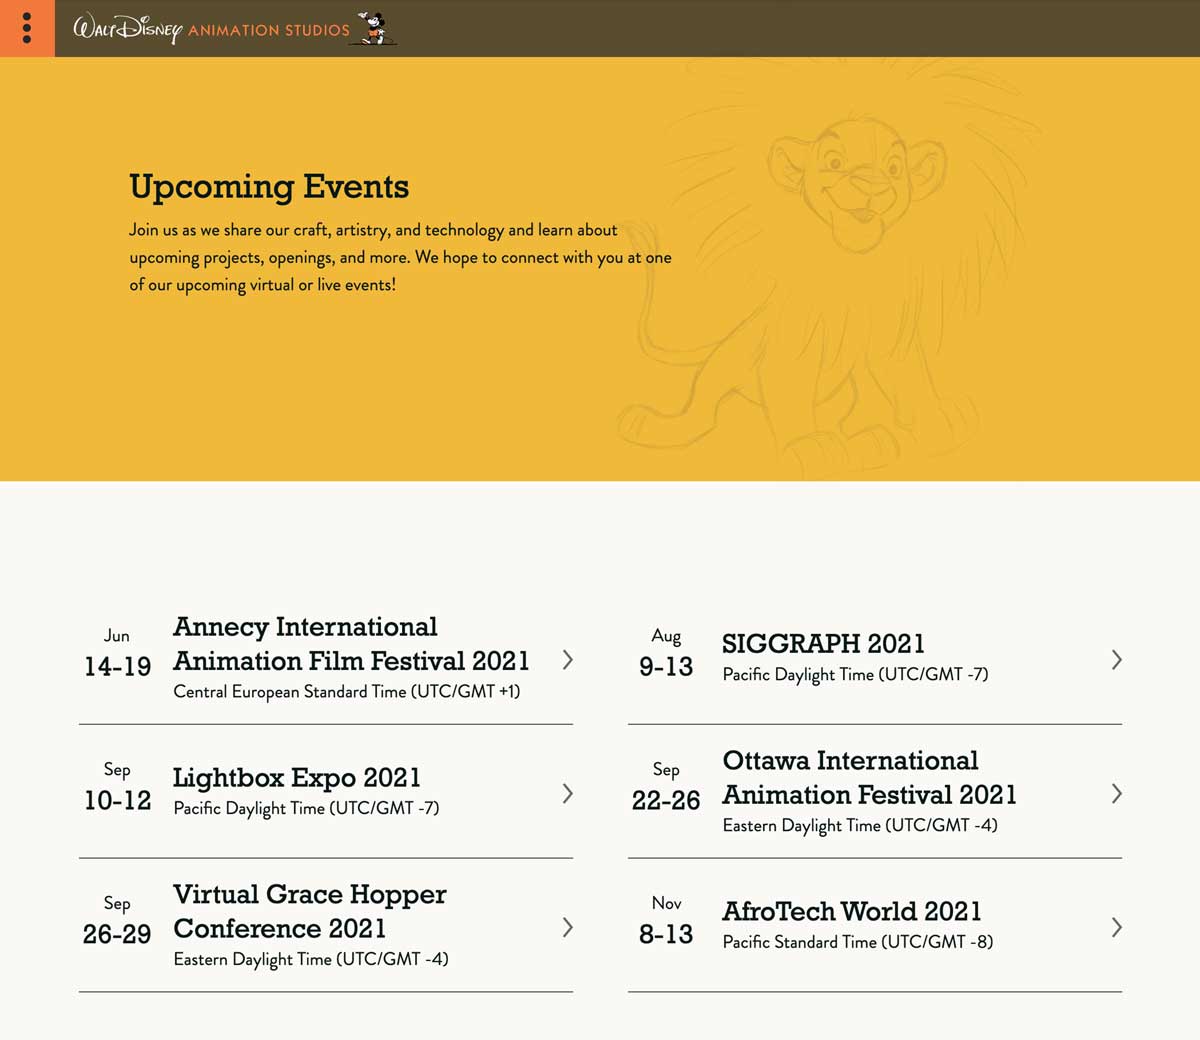 WALT DISNEY ANIMATION STUDIOS
Upcoming Events
Join us as we share our craft, artistry, and technology and learn about
upcoming projects, openings, and more. We hope to connect with you at one
of our upcoming virtual or live events!
Jun
14-19
Annecy International
Animation Film Festival 2021
Central European Standard Time (UTC/GMT +1)
Aug
9-13
SIGGRAPH 2021
Pacific Daylight Time (UTC/GMT -7)
Sep
10-12
Lightbox Expo 2021
Pacific Daylight Time (UTC/GMT -7)
Sep
22-26
Ottawa International
Animation Festival 2021
Eastern Daylight Time (UTC/GMT -4)
Sep
26-29
Virtual Grace Hopper
Conference 2021
Eastern Daylight Time (UTC/GMT -4)
Nov
8-13
AfroTech World 2021
Pacific Standard Time (UTC/GMT -8)